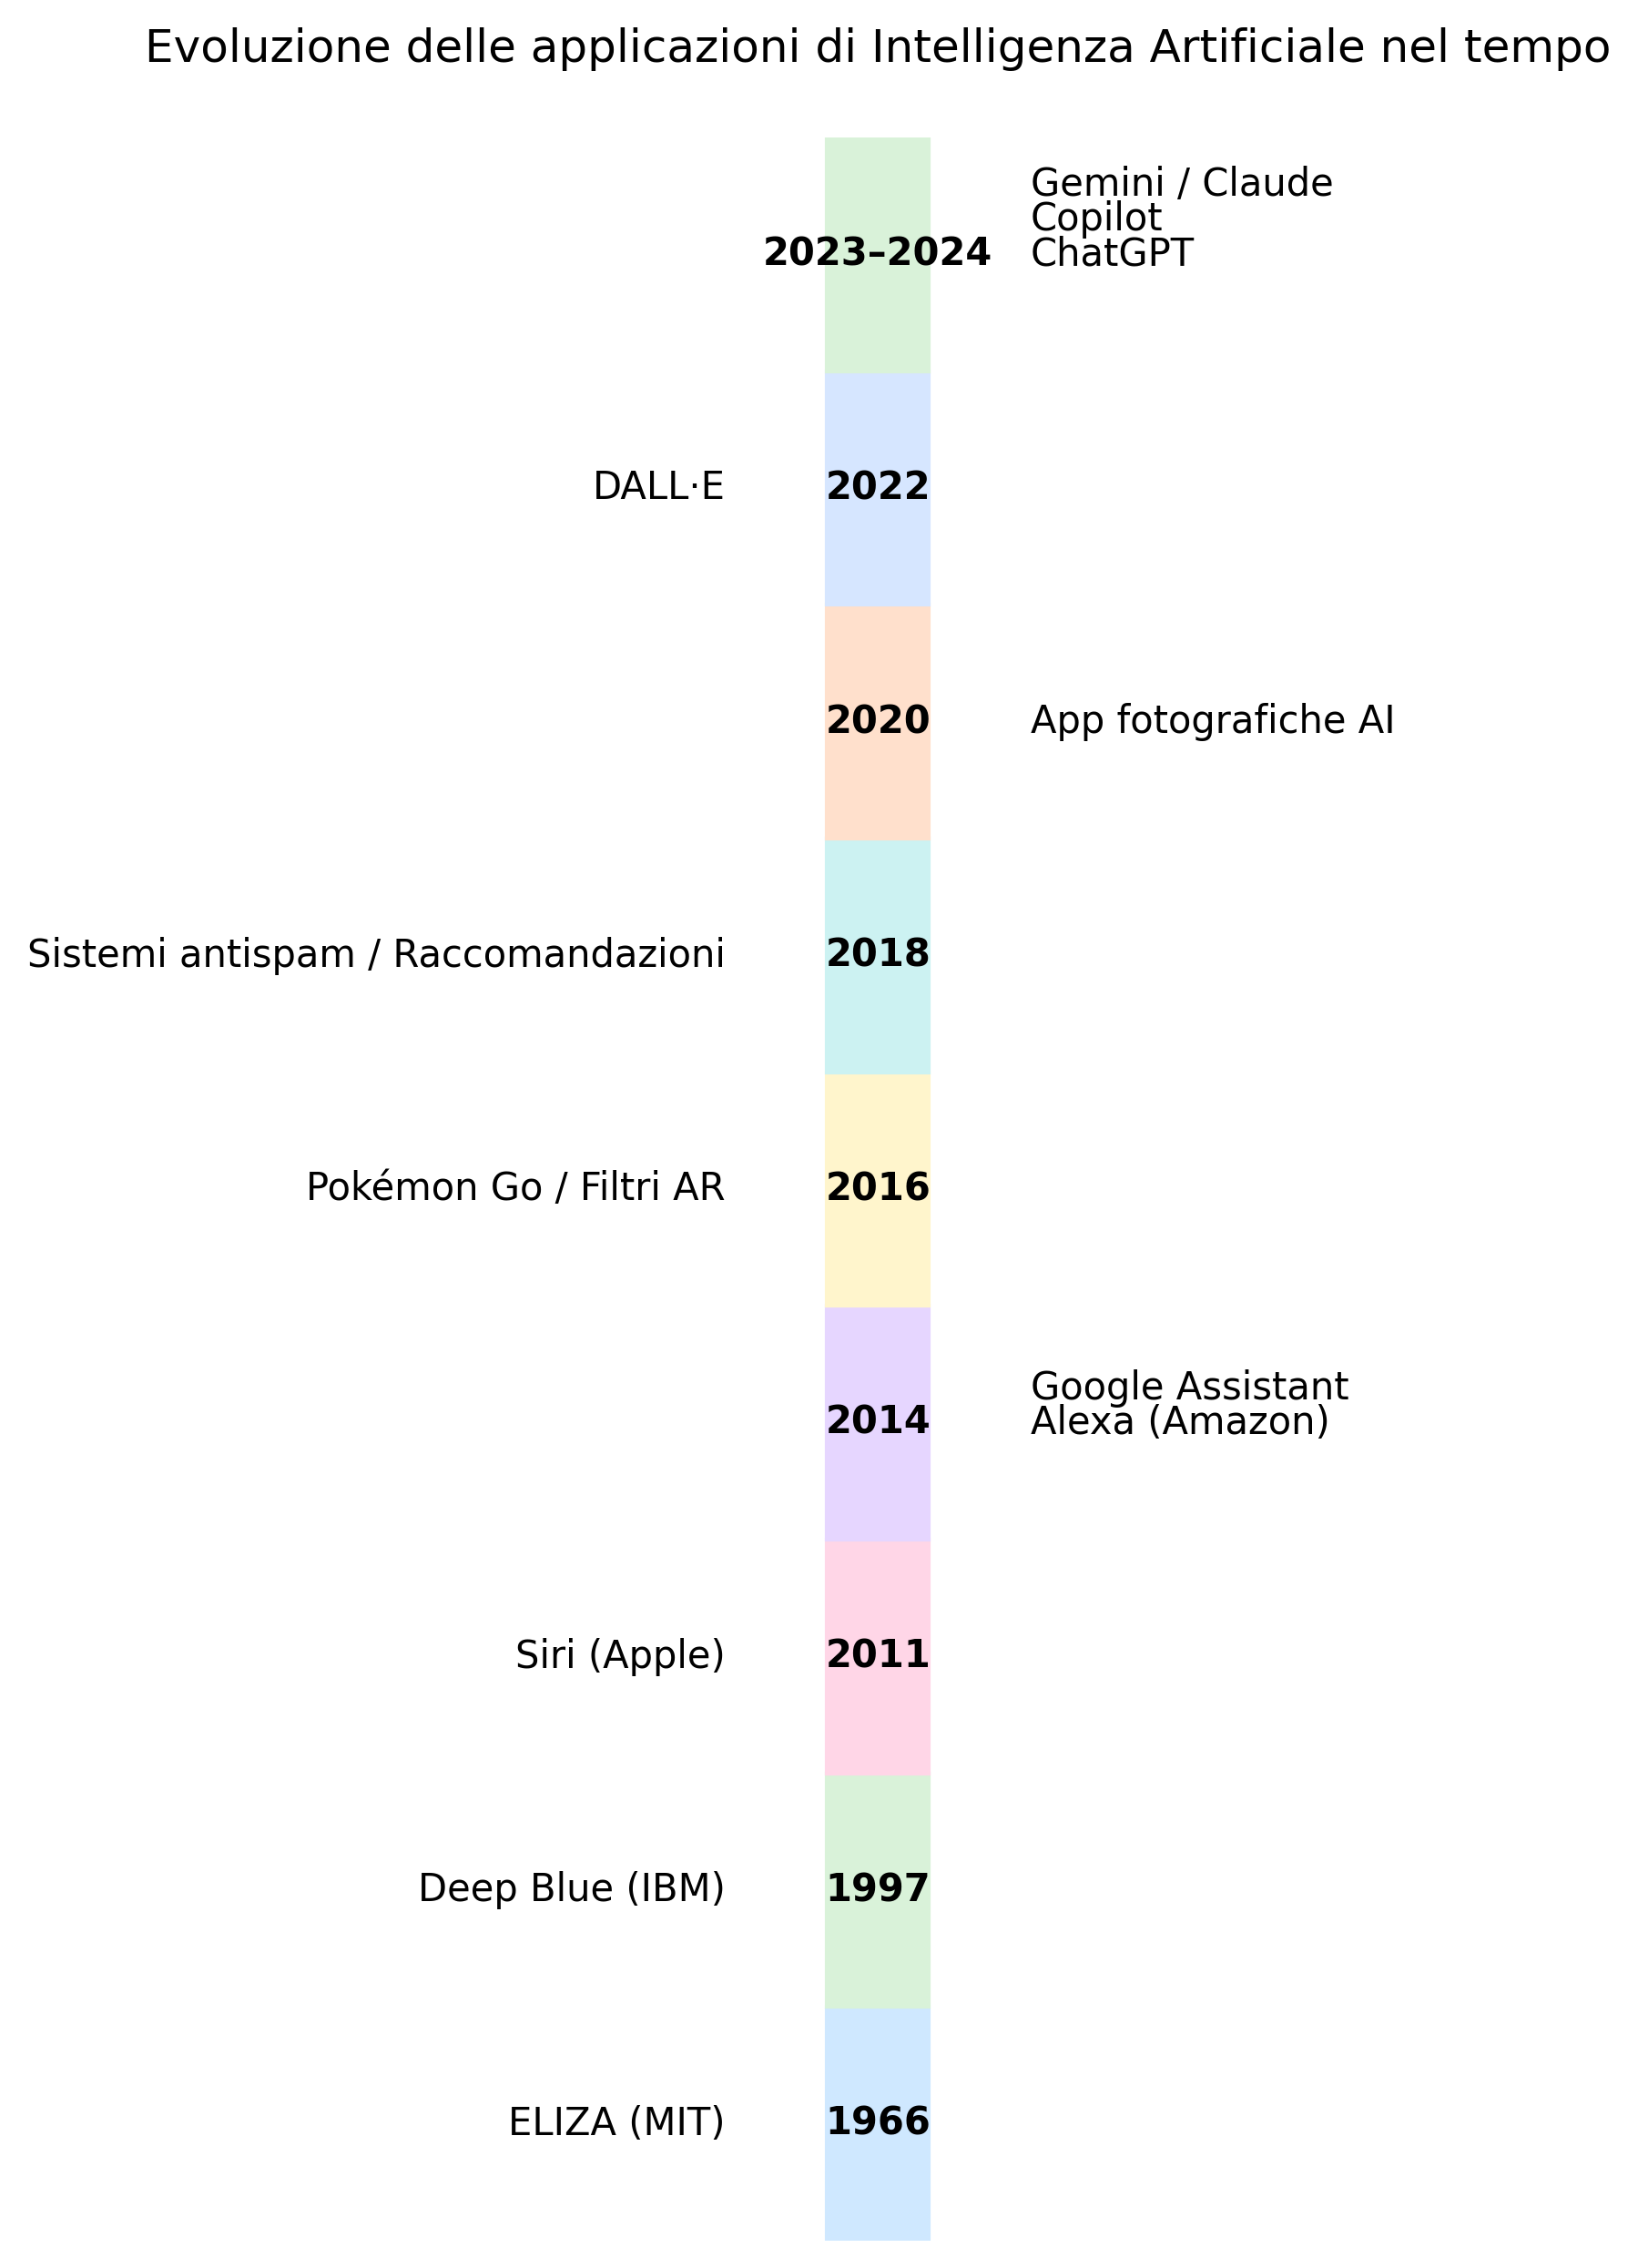 Evoluzione delle applicazioni di Intelligenza Artificiale nel tempo
Gemini / Claude
Copilot
2023–2024
ChatGPT
DALL·E
2022
2020
App fotografiche AI
Sistemi antispam / Raccomandazioni
2018
Pokémon Go / Filtri AR
2016
Google Assistant
2014
Alexa (Amazon)
Siri (Apple)
2011
Deep Blue (IBM)
1997
ELIZA (MIT)
1966